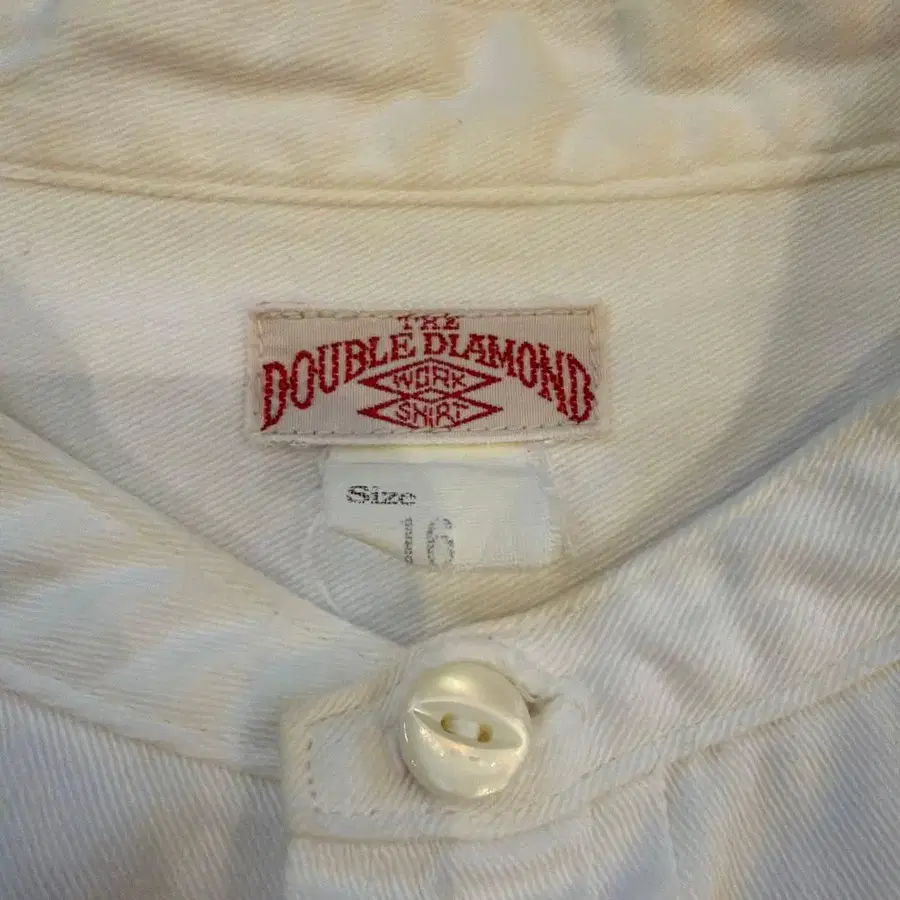 THE
DOUBLE DIAMOND
WORK
SHIRT
Size
16